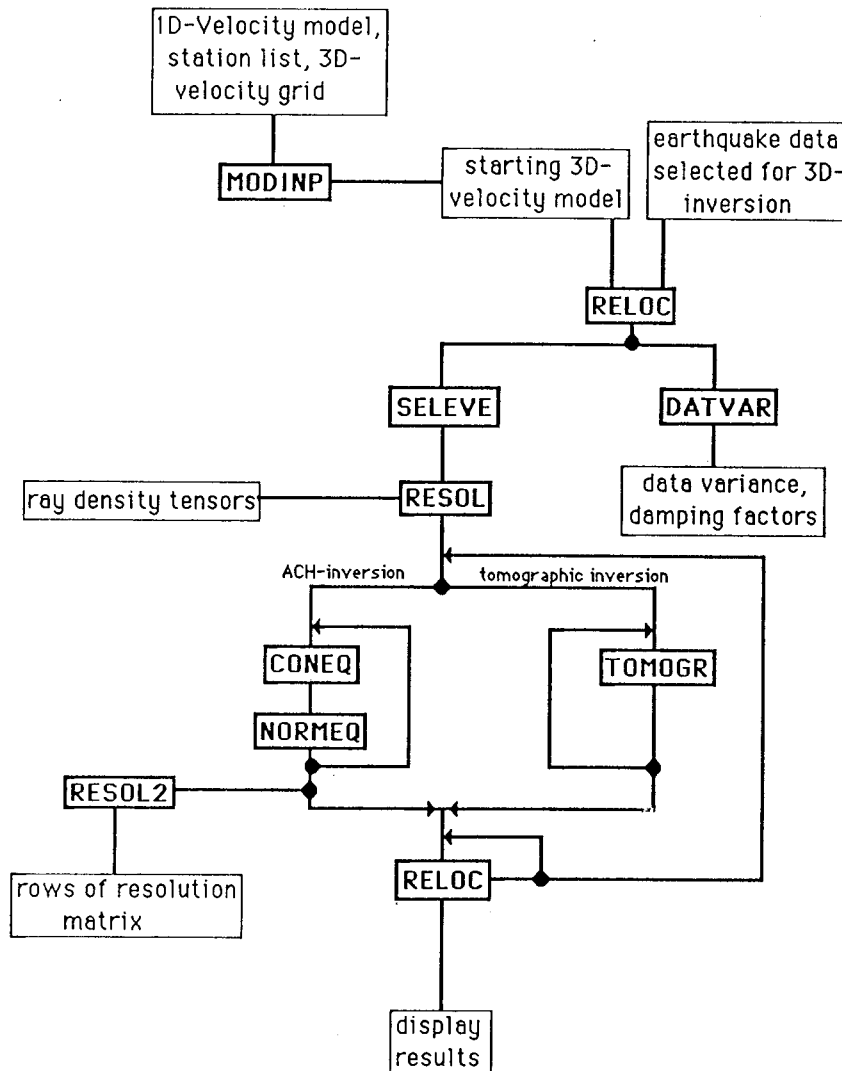 1D-Velocity model,
station list, 3D-
velocity grid
MODINP
starting 3D-
velocity model
earthquake data
selected for 3D-
inversion
RELOC
SELEVE
DATVAR
ray density tensors
RESOL
data variance,
damping factors
ACH-inversion
tomographic inversion
CONEQ
TOMOGR
NORMEQ
RESOL2
rows of resolution
matrix
RELOC
display
results